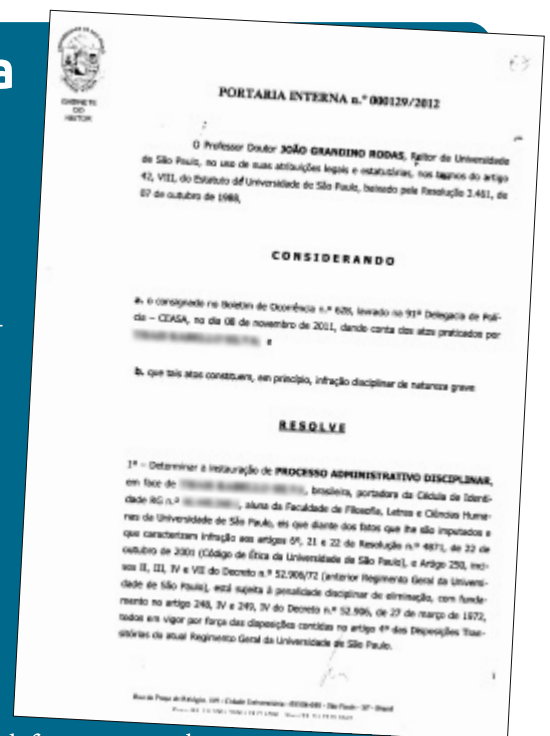 a
GABINETE
DO
REITOR
PORTARIA INTERNA n.º 000129/2012
O Professor Doutor JOÃO GRANDINO RODAS, Reitor da Universidade
de São Paulo, no uso de suas atribuições legais e estatutárias, nos termos do artigo
42, VIII, do Estatuto da Universidade de São Paulo, baixado pela Resolução 3.461, de
07 de outubro de 1988,
CONSIDERANDO
a. o consignado no Boletim de Ocorrência n.º 628, lavrado na 91ª Delegacia de Polí-
cia – CEASA, no dia 08 de novembro de 2011, dando conta dos atos praticados por
e
b. que tais atos constituem, em princípio, infração disciplinar de natureza grave
RESOLVE
1º – Determinar a instauração de PROCESSO ADMINISTRATIVO DISCIPLINAR,
em face de , brasileira, portadora da Cédula de Identi-
dade RG n.º , aluna da Faculdade de Filosofia, Letras e Ciências Huma-
nas da Universidade de São Paulo, eis que diante dos fatos que lhe são imputados e
que caracterizam infração aos artigos 6º, 21 e 22 da Resolução n.º 4871, de 22 de
outubro de 2001 (Código de Ética da Universidade de São Paulo), e Artigo 250, inci-
sos II, III, IV e VII do Decreto n.º 52.906/72 (anterior Regimento Geral da Universi-
dade de São Paulo), está sujeita à penalidade disciplinar de eliminação, com funda-
mento no artigo 248, IV e 249, IV do Decreto n.º 52.906, de 27 de março de 1972,
todos em vigor por força das disposições contidas no artigo 4º das Disposições Tran-
sitórias do atual Regimento Geral da Universidade de São Paulo.
1
Cidade Universitária - São Paulo - SP - Brasil